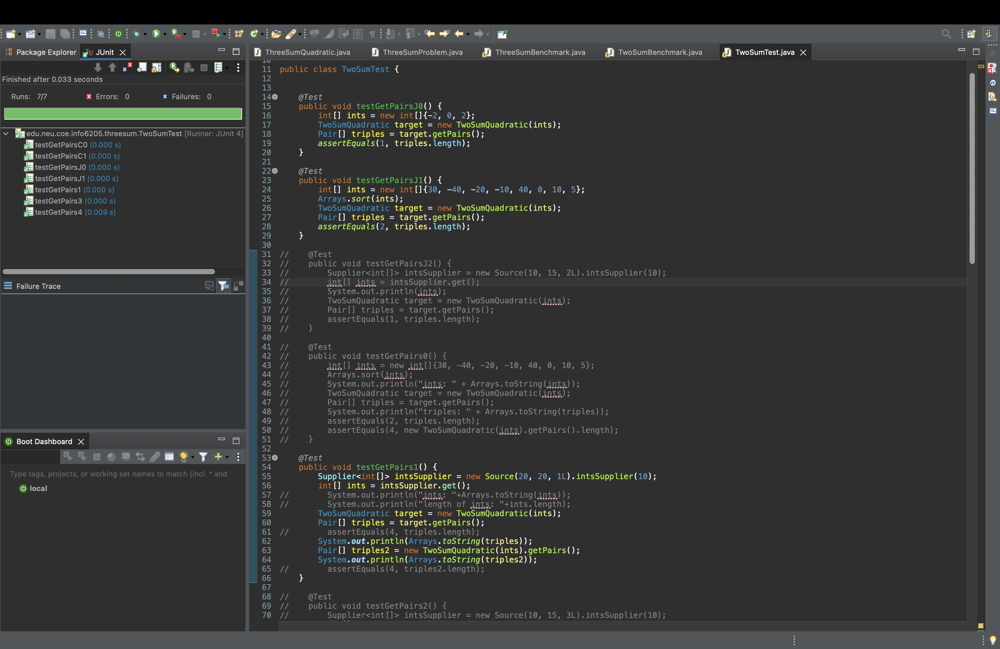 Package Explorer
JUnit
Finished after 0.033 seconds
Runs: 7/7
Errors: 0
Failures: 0
edu.neu.coe.info6205.threesum.TwoSumTest [Runner: JUnit 4]
testGetPairsC0 (0.000 s)
testGetPairsC1 (0.000 s)
testGetPairsJ0 (0.000 s)
testGetPairsJ1 (0.000 s)
testGetPairs1 (0.000 s)
testGetPairs3 (0.000 s)
testGetPairs4 (0.009 s)
Failure Trace
Boot Dashboard
Type tags, projects, or working set names to match (incl. * and
local
ThreeSumQuadratic.java
ThreeSumProblem.java
ThreeSumBenchmark.java
TwoSumBenchmark.java
TwoSumTest.java
10
11 public class TwoSumTest {
12
13
14 @Test
15 public void testGetPairsJ0() {
16 int[] ints = new int[]{-2, 0, 2};
17 TwoSumQuadratic target = new TwoSumQuadratic(ints);
18 Pair[] triples = target.getPairs();
19 assertEquals(1, triples.length);
20 }
21
22 @Test
23 public void testGetPairsJ1() {
24 int[] ints = new int[]{30, -40, -20, -10, 40, 0, 10, 5};
25 Arrays.sort(ints);
26 TwoSumQuadratic target = new TwoSumQuadratic(ints);
27 Pair[] triples = target.getPairs();
28 assertEquals(2, triples.length);
29 }
30
31 // @Test
32 // public void testGetPairsJ2() {
33 // Supplier<int[]> intsSupplier = new Source(10, 15, 2L).intsSupplier(10);
34 // int[] ints = intsSupplier.get();
35 // System.out.println(ints);
36 // TwoSumQuadratic target = new TwoSumQuadratic(ints);
37 // Pair[] triples = target.getPairs();
38 // assertEquals(1, triples.length);
39 // }
40
41 // @Test
42 // public void testGetPairs0() {
43 // int[] ints = new int[]{30, -40, -20, -10, 40, 0, 10, 5};
44 // Arrays.sort(ints);
45 // System.out.println("ints: " + Arrays.toString(ints));
46 // TwoSumQuadratic target = new TwoSumQuadratic(ints);
47 // Pair[] triples = target.getPairs();
48 // System.out.println("triples: " + Arrays.toString(triples));
49 // assertEquals(2, triples.length);
50 // assertEquals(4, new TwoSumQuadratic(ints).getPairs().length);
51 // }
52
53 @Test
54 public void testGetPairs1() {
55 Supplier<int[]> intsSupplier = new Source(20, 20, 1L).intsSupplier(10);
56 int[] ints = intsSupplier.get();
57 // System.out.println("ints: "+Arrays.toString(ints));
58 // System.out.println("length of ints: "+ints.length);
59 TwoSumQuadratic target = new TwoSumQuadratic(ints);
60 Pair[] triples = target.getPairs();
61 // assertEquals(4, triples.length);
62 System.out.println(Arrays.toString(triples));
63 Pair[] triples2 = new TwoSumQuadratic(ints).getPairs();
64 System.out.println(Arrays.toString(triples2));
65 // assertEquals(4, triples2.length);
66 }
67
68 // @Test
69 // public void testGetPairs2() {
70 // Supplier<int[]> intsSupplier = new Source(10, 15, 3L).intsSupplier(10);